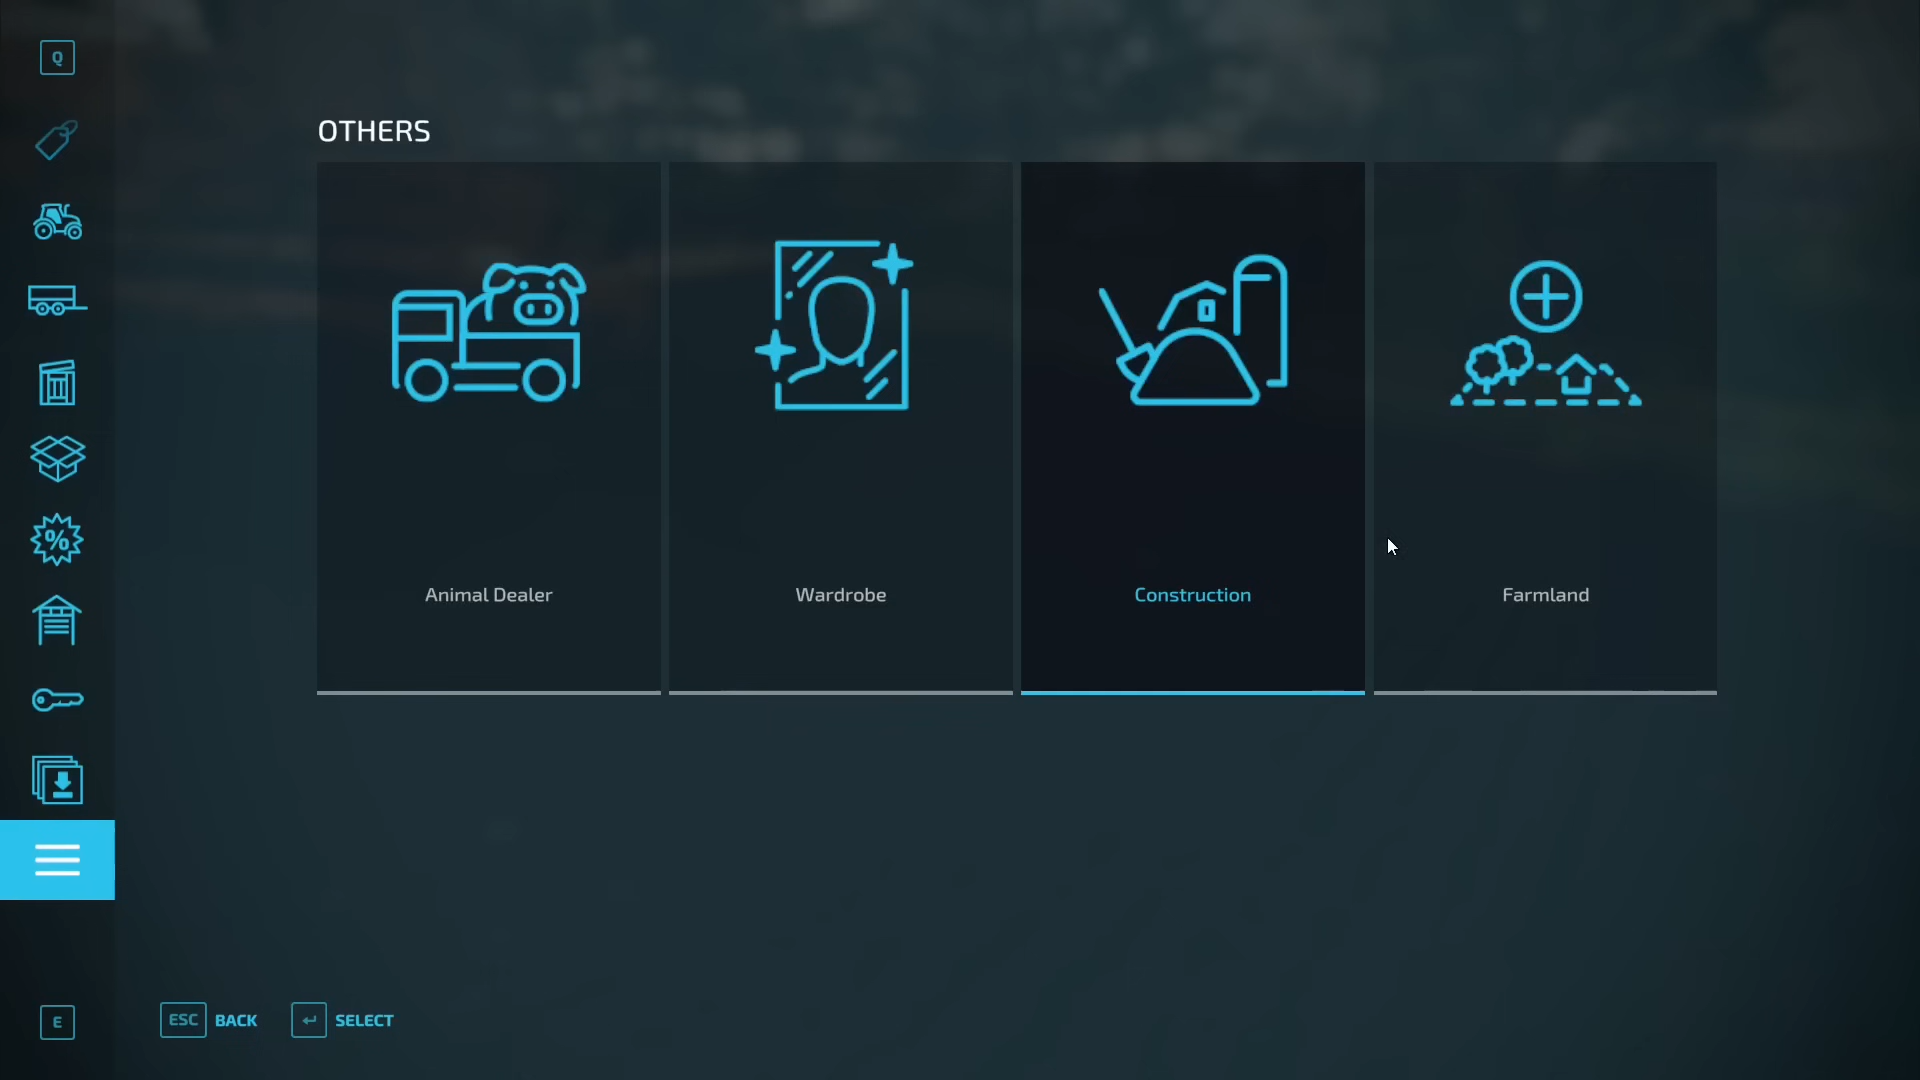 Q
OTHERS
%
Animal Dealer
Wardrobe
Construction
Farmland
E
ESC BACK
SELECT